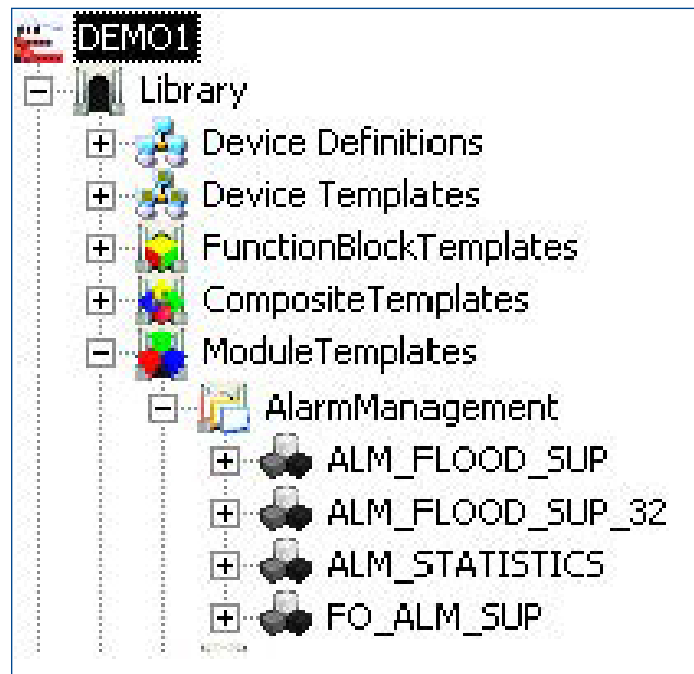 DEMO1
Library
Device Definitions
Device Templates
FunctionBlockTemplates
CompositeTemplates
ModuleTemplates
AlarmManagement
ALM_FLOOD_SUP
ALM_FLOOD_SUP_32
ALM_STATISTICS
FO_ALM_SUP